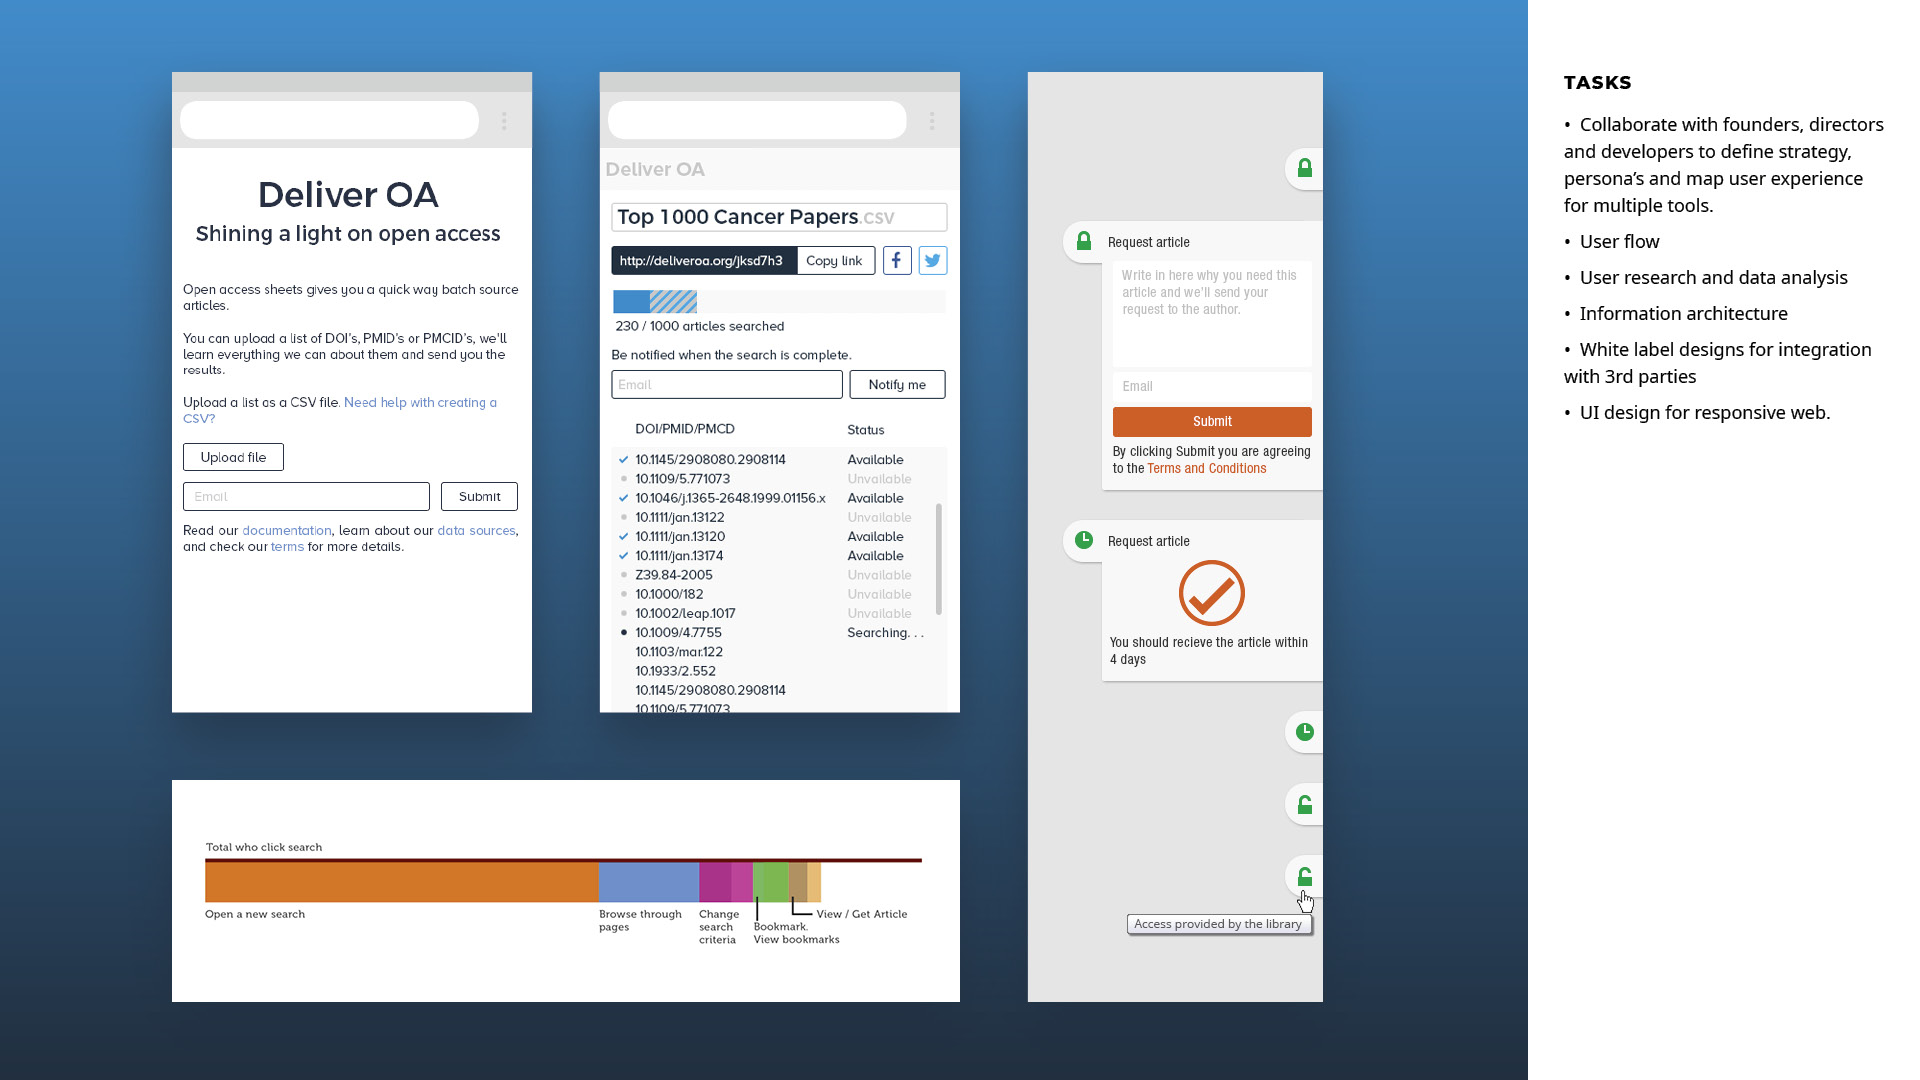 Deliver OA
Shining a light on open access
Open access sheets gives you a quick way batch source
articles.
You can upload a list of DOI's, PMID's or PMCID's, we'll
learn everything we can about them and send you the
results.
Upload a list as a CSV file. Need help with creating a
CSV?
Upload file
Email
Submit
Read our documentation, learn about our data sources,
and check our terms for more details.
Deliver OA
Top 1000 Cancer Papers.csv
http://deliveroa.org/jksd7h3
Copy link
230 / 1000 articles searched
Be notified when the search is complete.
Email
Notify me
DOI/PMID/PMCD Status
10.1145/2908080.2908114 Available
10.1109/5.771073 Unvailable
10.1046/j.1365-2648.1999.01156.x Available
10.1111/jan.13122 Unvailable
10.1111/jan.13120 Available
10.1111/jan.13174 Available
Z39.84-2005 Unvailable
10.1000/182 Unvailable
10.1002/leap.1017 Unvailable
10.1009/4.7755 Searching. . .
10.1103/mar.122
10.1933/2.552
10.1145/2908080.2908114
10.1109/5.771073
Request article
Write in here why you need this
article and we'll send your
request to the author.
Email
Submit
By clicking Submit you are agreeing
to the Terms and Conditions
Request article
You should recieve the article within
4 days
Access provided by the library
Total who click search
Open a new search
Browse through
pages
Change
search
criteria
Bookmark.
View bookmarks
View / Get Article
TASKS
• Collaborate with founders, directors
and developers to define strategy,
persona's and map user experience
for multiple tools.
• User flow
• User research and data analysis
• Information architecture
• White label designs for integration
with 3rd parties
• UI design for responsive web.